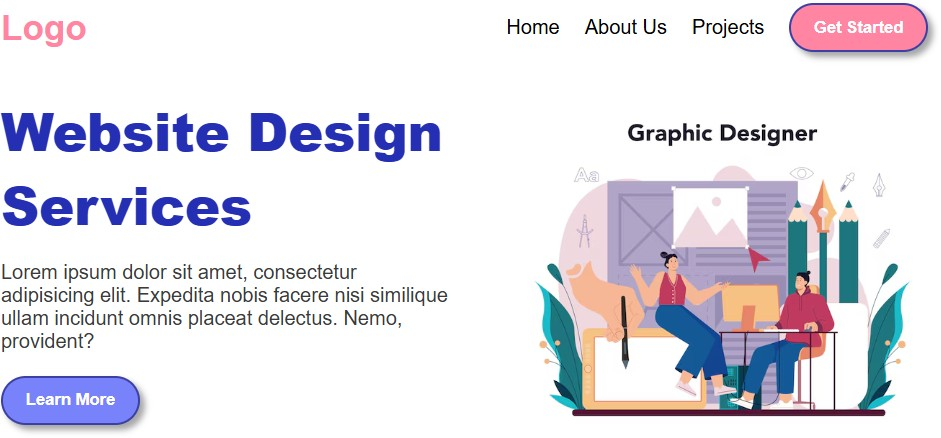 Logo
Home About Us Projects Get Started
Website Design
Services
Lorem ipsum dolor sit amet, consectetur
adipisicing elit. Expedita nobis facere nisi similique
ullam incidunt omnis placeat delectus. Nemo,
provident?
Learn More
Graphic Designer
Aa